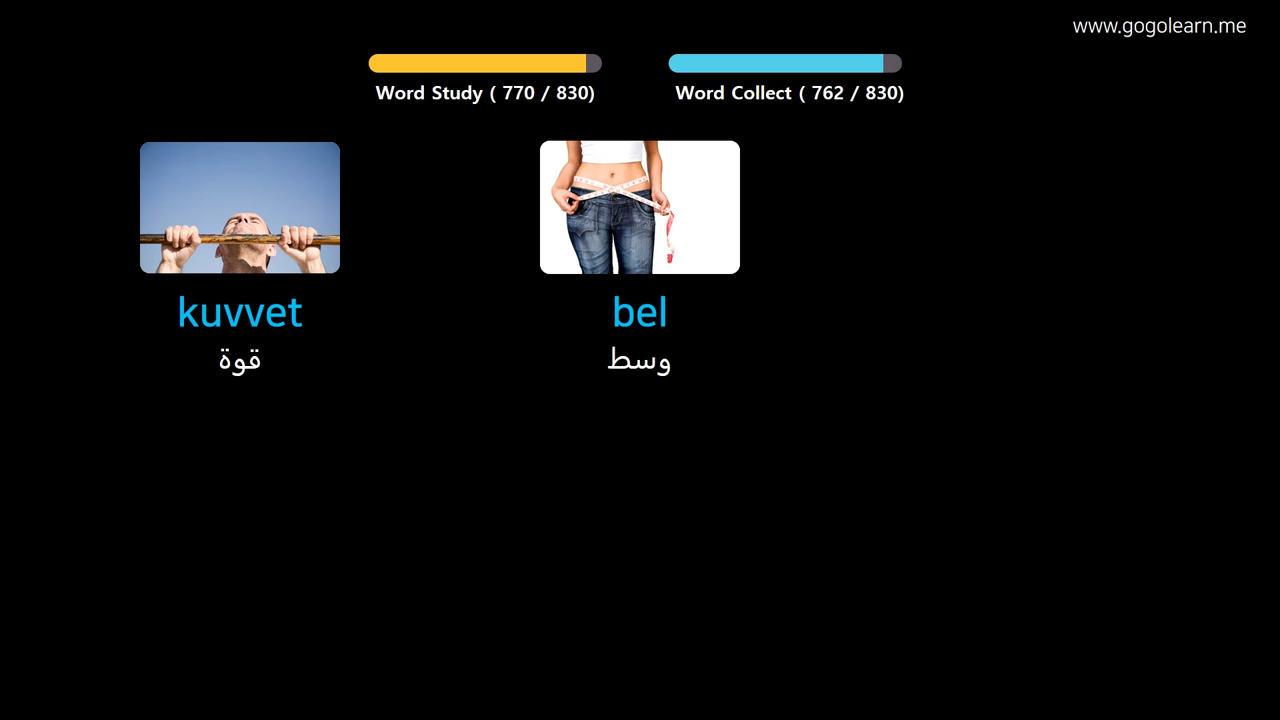 www.gogolearn.me
Word Study ( 770 / 830)
Word Collect ( 762 / 830)
kuvvet
قوة
bel
وسط